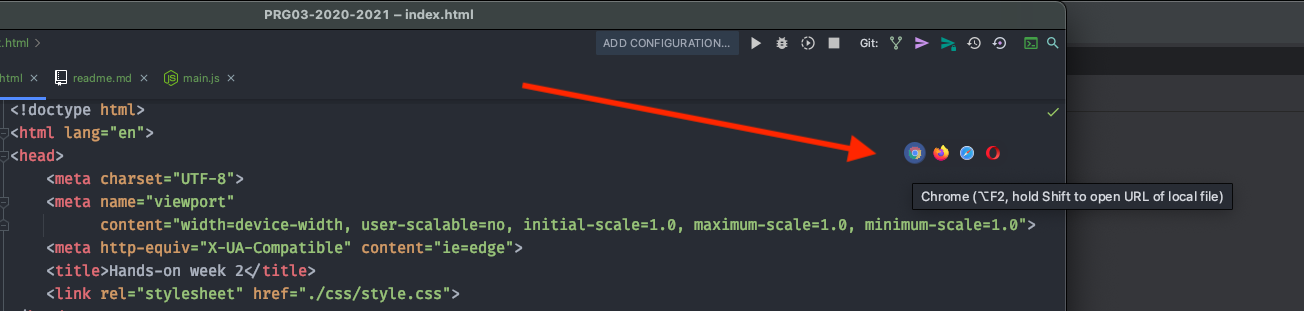 PRG03-2020-2021 – index.html
.html
ADD CONFIGURATION...
Git:
html
readme.md
JS
main.js
<!doctype html>
<html lang="en">
<head>
<meta charset="UTF-8">
<meta name="viewport"
content="width=device-width, user-scalable=no, initial-scale=1.0, maximum-scale=1.0, minimum-scale=1.0">
<meta http-equiv="X-UA-Compatible" content="ie=edge">
<title>Hands-on week 2</title>
<link rel="stylesheet" href="./css/style.css">
Chrome (⌥F2, hold Shift to open URL of local file)